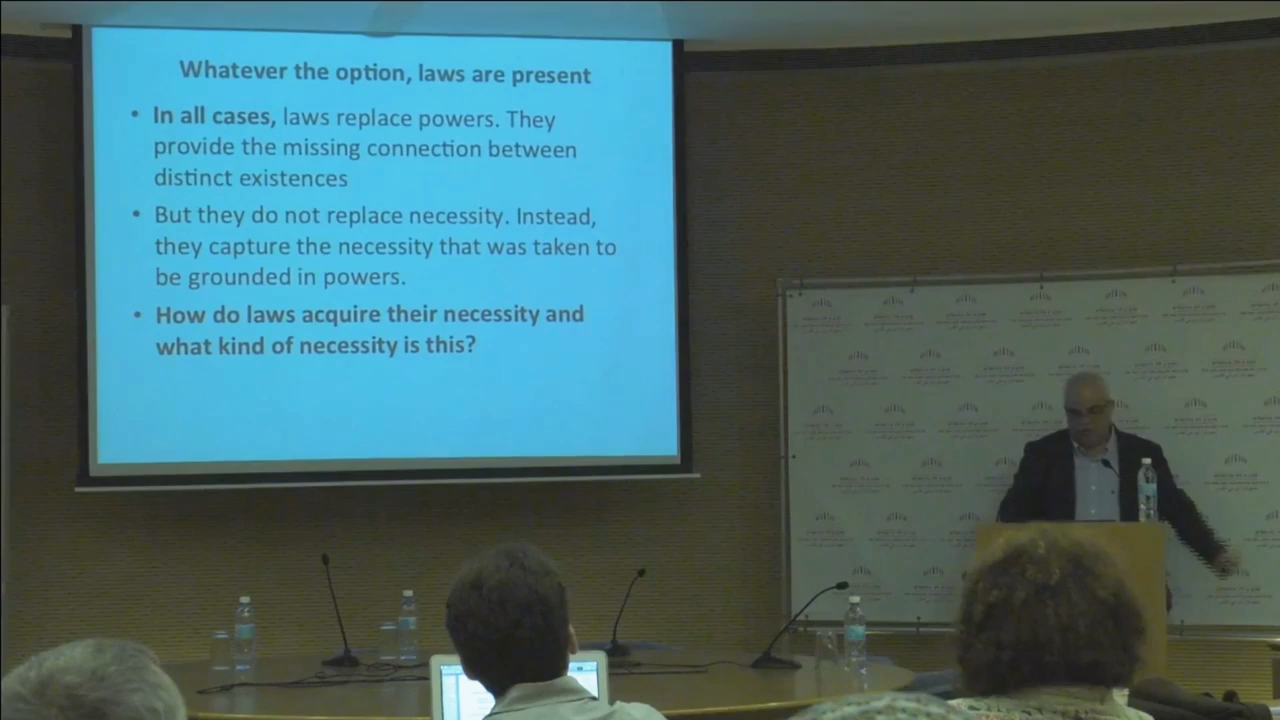 Whatever the option, laws are present
• In all cases, laws replace powers. They
provide the missing connection between
distinct existences
• But they do not replace necessity. Instead,
they capture the necessity that was taken to
be grounded in powers.
• How do laws acquire their necessity and
what kind of necessity is this?